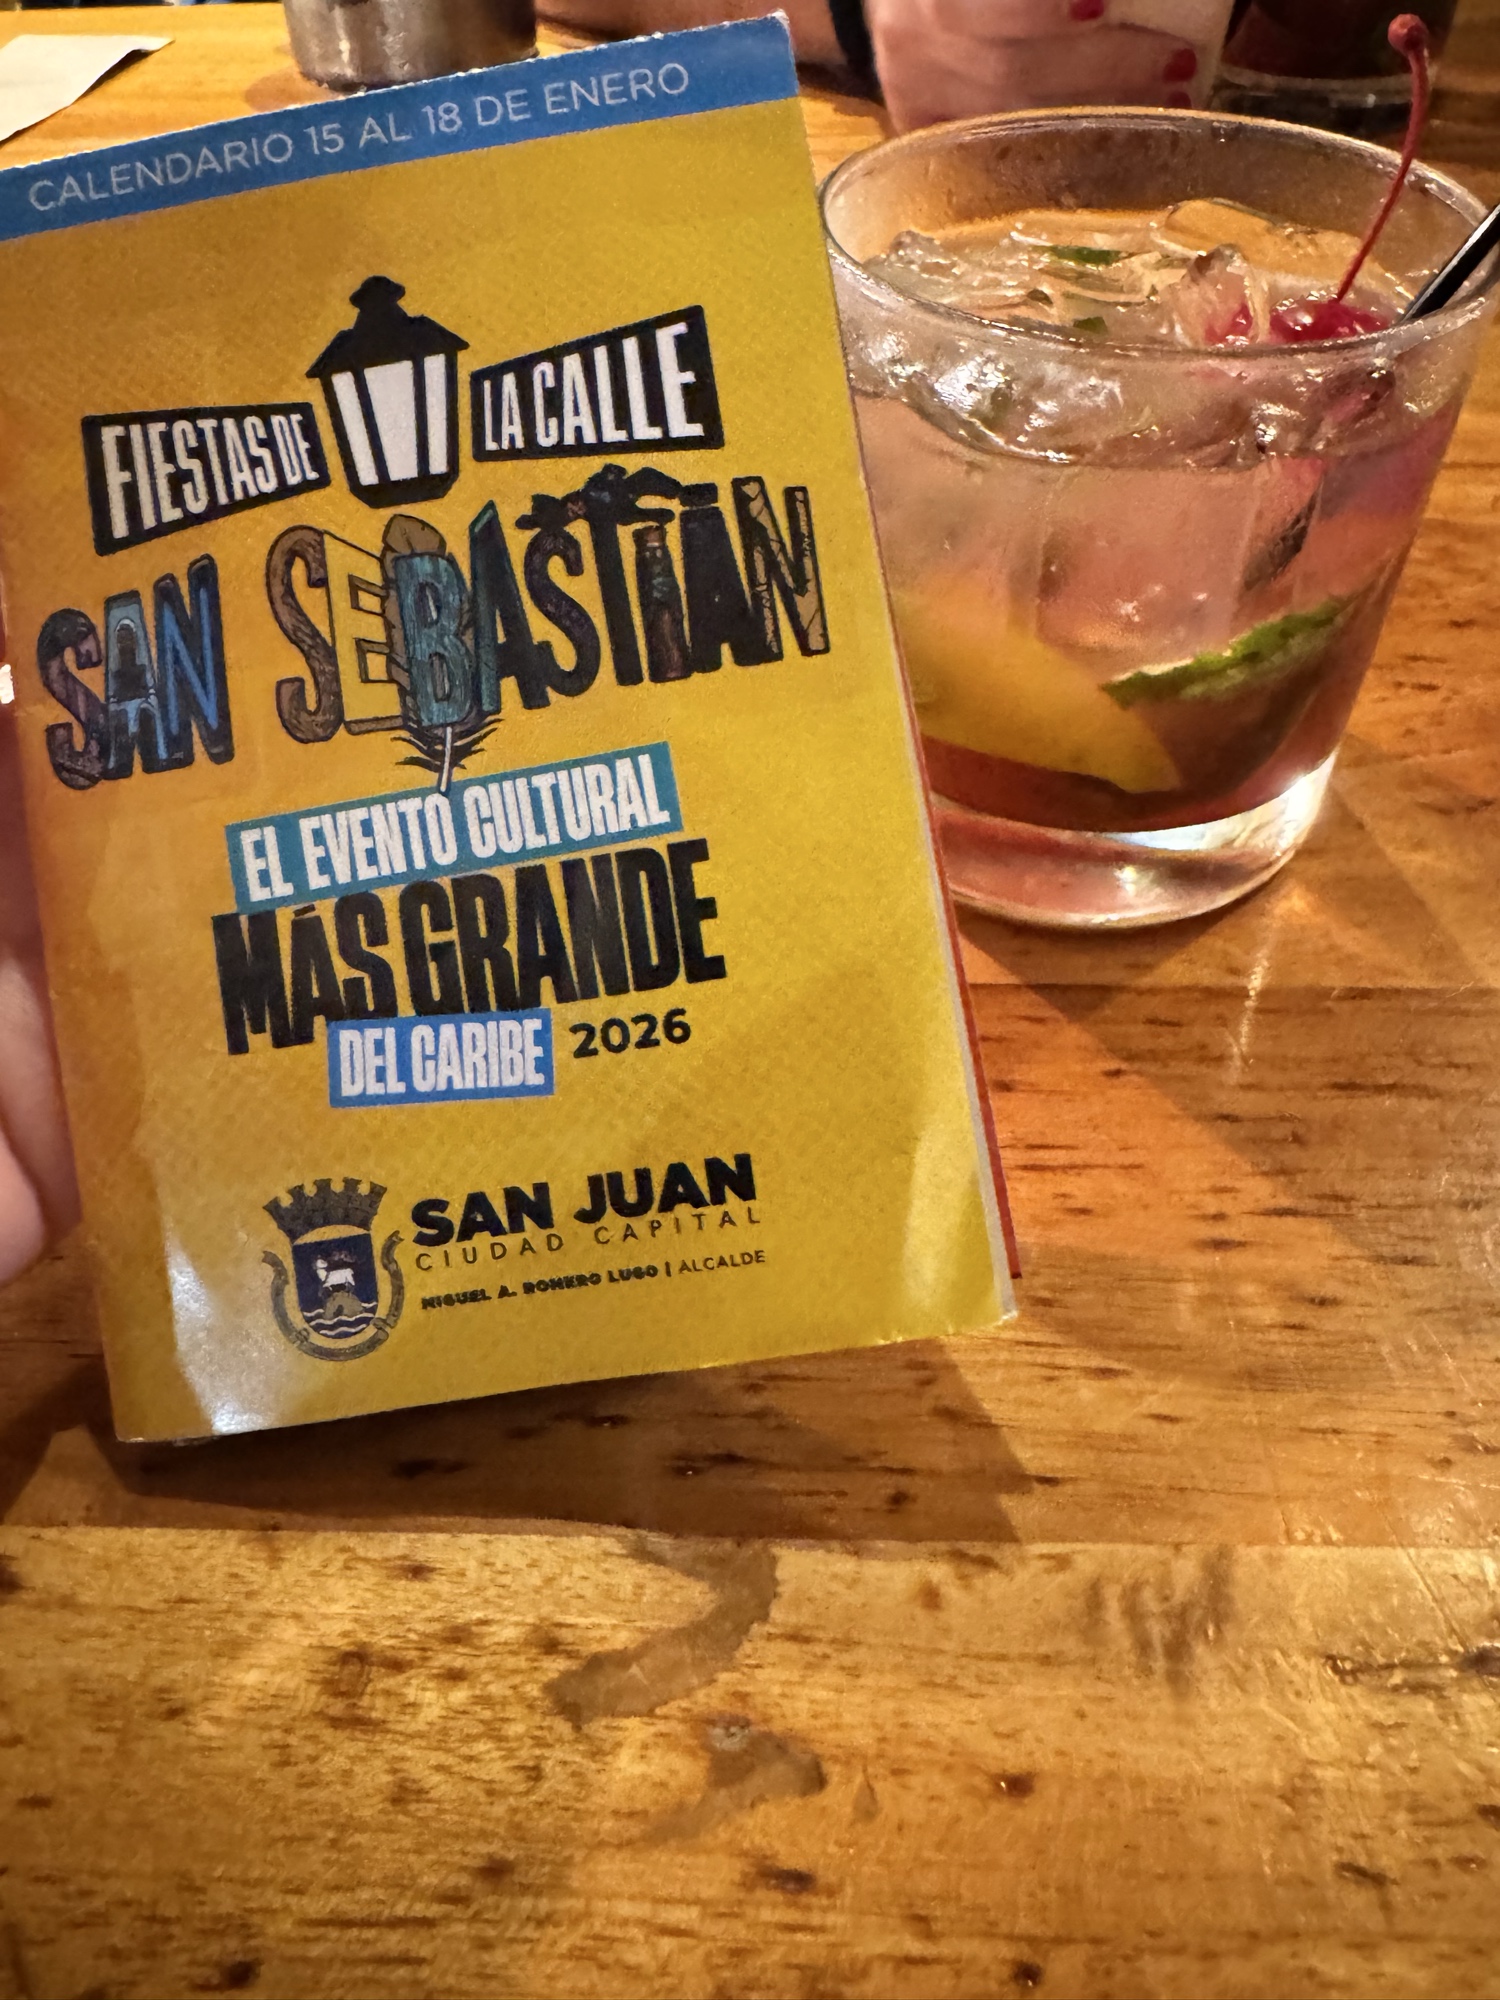 CALENDARIO 15 AL 18 DE ENERO
FIESTAS DE LA CALLE
SAN SEBASTIÁN
EL EVENTO CULTURAL
MÁS GRANDE
DEL CARIBE 2026
SAN JUAN
CIUDAD CAPITAL
MIGUEL A. ROMERO LUGO | ALCALDE